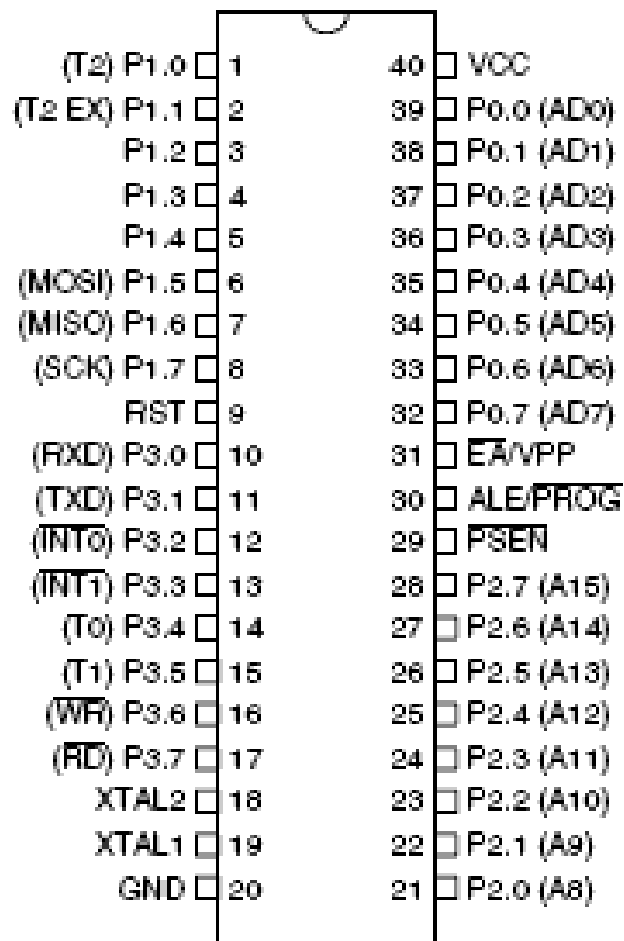 (T2) P1.0 1 40 VCC
(T2 EX) P1.1 2 39 P0.0 (AD0)
P1.2 3 38 P0.1 (AD1)
P1.3 4 37 P0.2 (AD2)
P1.4 5 36 P0.3 (AD3)
(MOSI) P1.5 6 35 P0.4 (AD4)
(MISO) P1.6 7 34 P0.5 (AD5)
(SCK) P1.7 8 33 P0.6 (AD6)
RST 9 32 P0.7 (AD7)
(RXD) P3.0 10 31 E̅A̅/VPP
(TXD) P3.1 11 30 ALE/P̅R̅O̅G̅
(I̅N̅T̅0̅) P3.2 12 29 P̅S̅E̅N̅
(I̅N̅T̅1̅) P3.3 13 28 P2.7 (A15)
(T0) P3.4 14 27 P2.6 (A14)
(T1) P3.5 15 26 P2.5 (A13)
(W̅R̅) P3.6 16 25 P2.4 (A12)
(R̅D̅) P3.7 17 24 P2.3 (A11)
XTAL2 18 23 P2.2 (A10)
XTAL1 19 22 P2.1 (A9)
GND 20 21 P2.0 (A8)